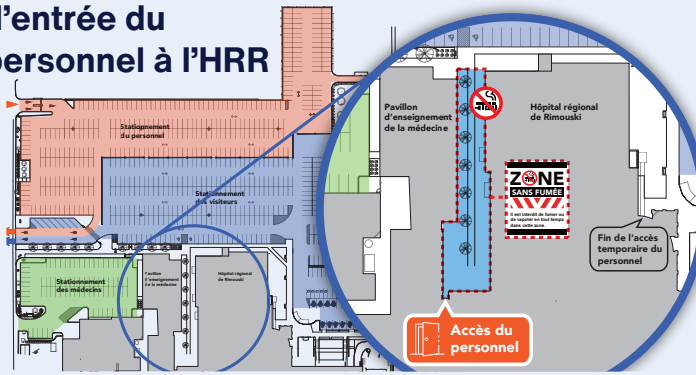 l'entrée du
personnel à l'HRR
Stationnement
du personnel
Stationnement
des visiteurs
Stationnement
des médecins
Pavillon
d'enseignement
de la médecine
Hôpital régional
de Rimouski
Pavillon
d'enseignement
de la médecine
Hôpital régional
de Rimouski
ZONE
SANS FUMÉE
Il est interdit de fumer ou
de vapoter en tout temps
dans cette zone.
Fin de l'accès
temporaire du
personnel
Accès du
personnel